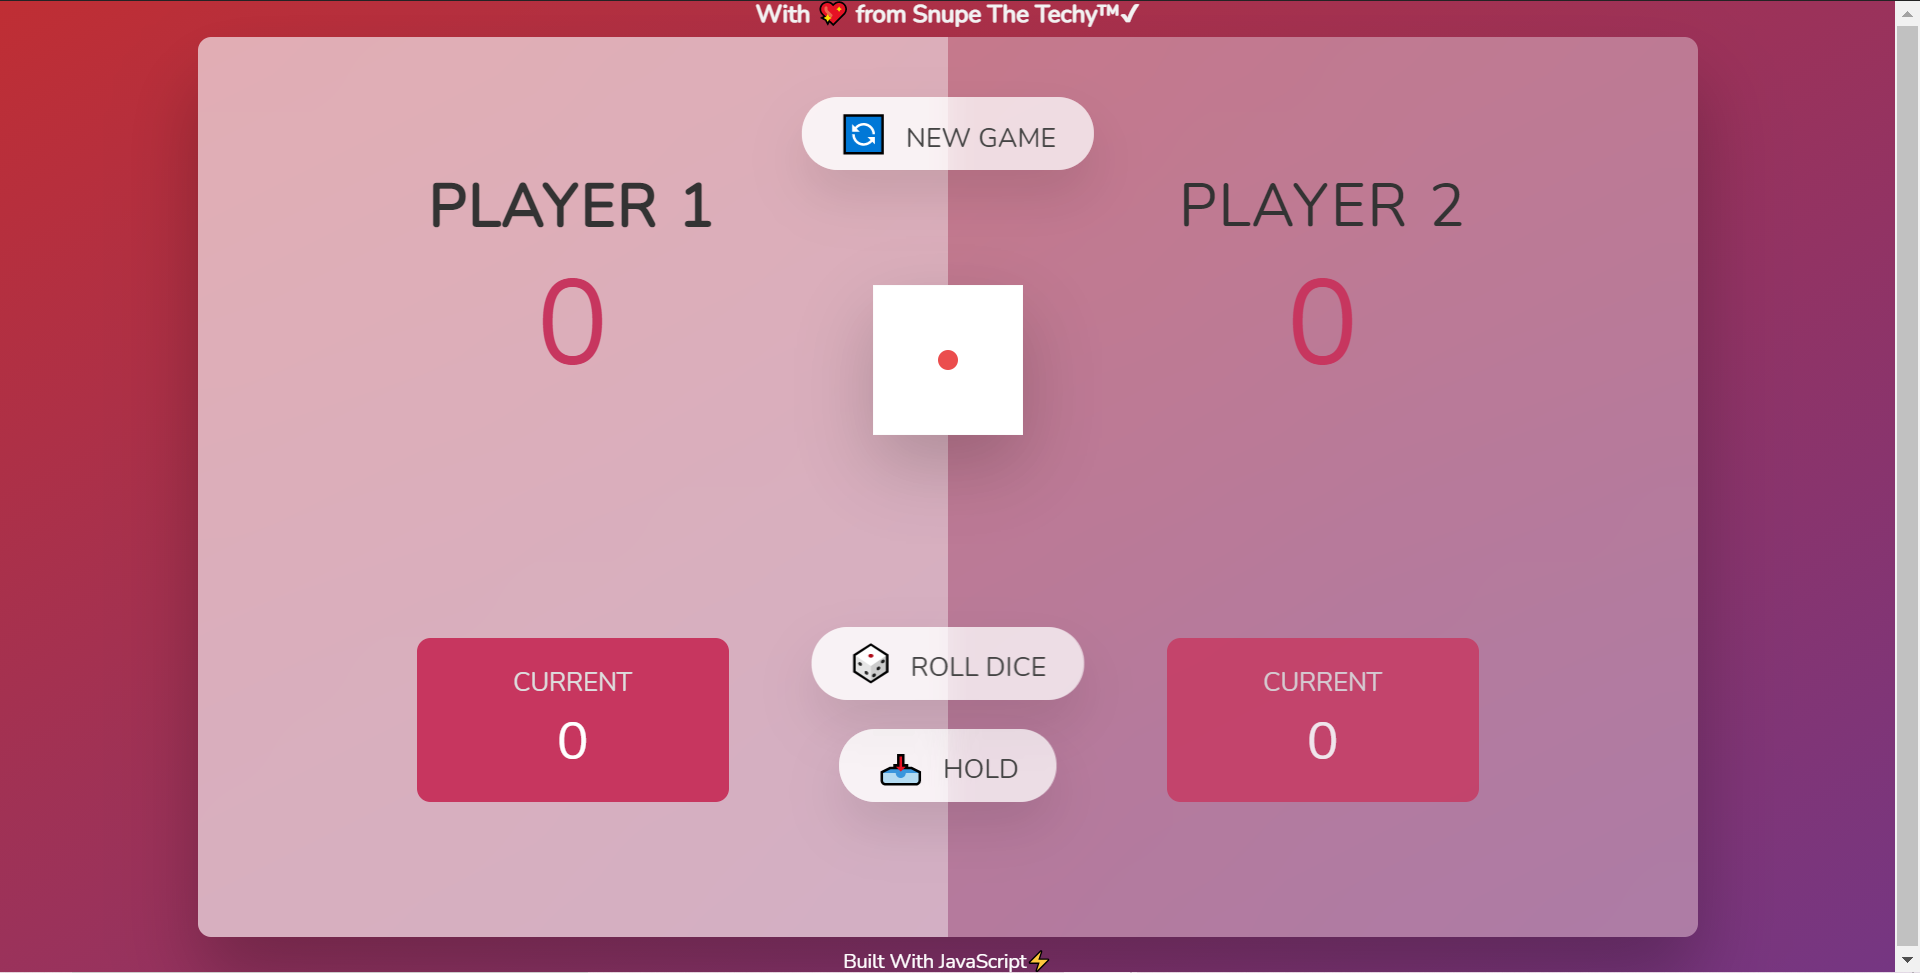 With 💖 from Snupe The Techy™✓
🔄 NEW GAME
PLAYER 1
0
PLAYER 2
0
CURRENT
0
🎲 ROLL DICE
📥 HOLD
CURRENT
0
Built With JavaScript⚡